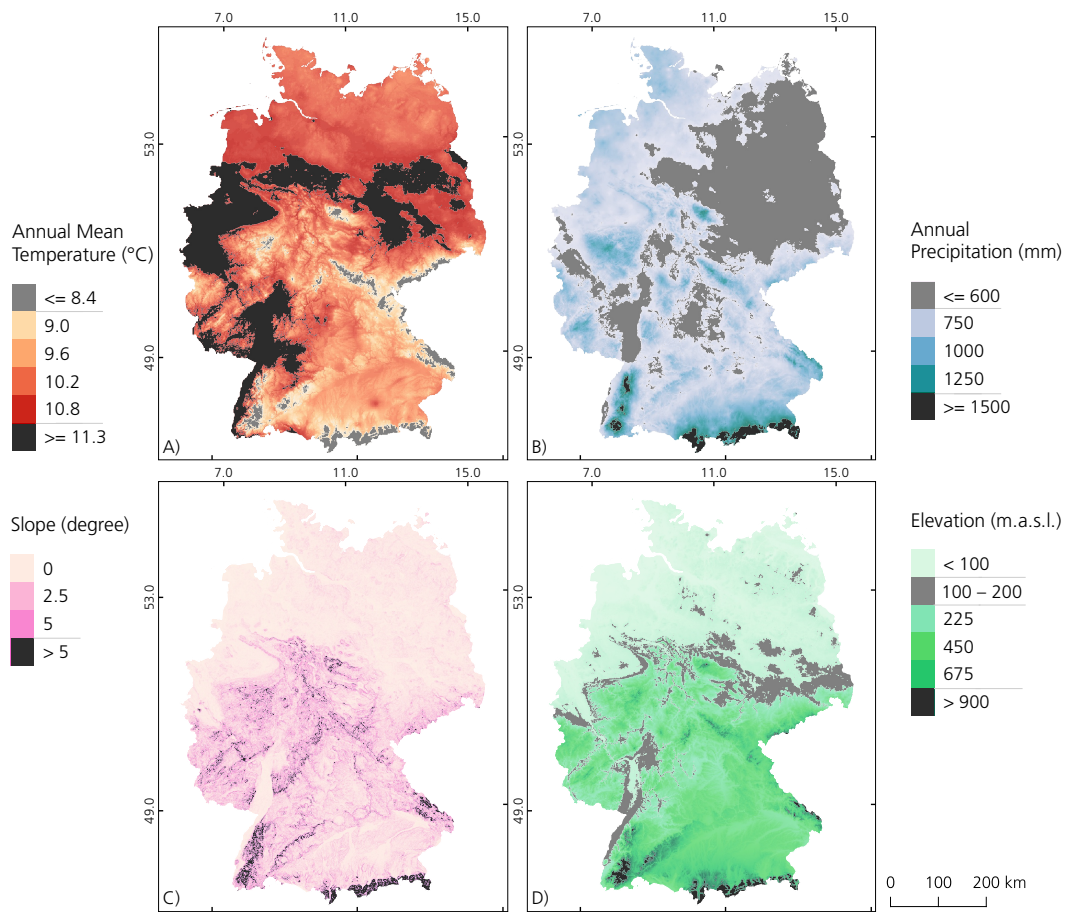 7.0 11.0 15.0
7.0 11.0 15.0
53.0
53.0
49.0
49.0
Annual Mean
Temperature (°C)
<= 8.4
9.0
9.6
10.2
10.8
>= 11.3
A)
B)
Annual
Precipitation (mm)
<= 600
750
1000
1250
>= 1500
7.0 11.0 15.0
7.0 11.0 15.0
Slope (degree)
0
2.5
5
> 5
53.0
53.0
49.0
49.0
C)
D)
Elevation (m.a.s.l.)
< 100
100 – 200
225
450
675
> 900
0 100 200 km